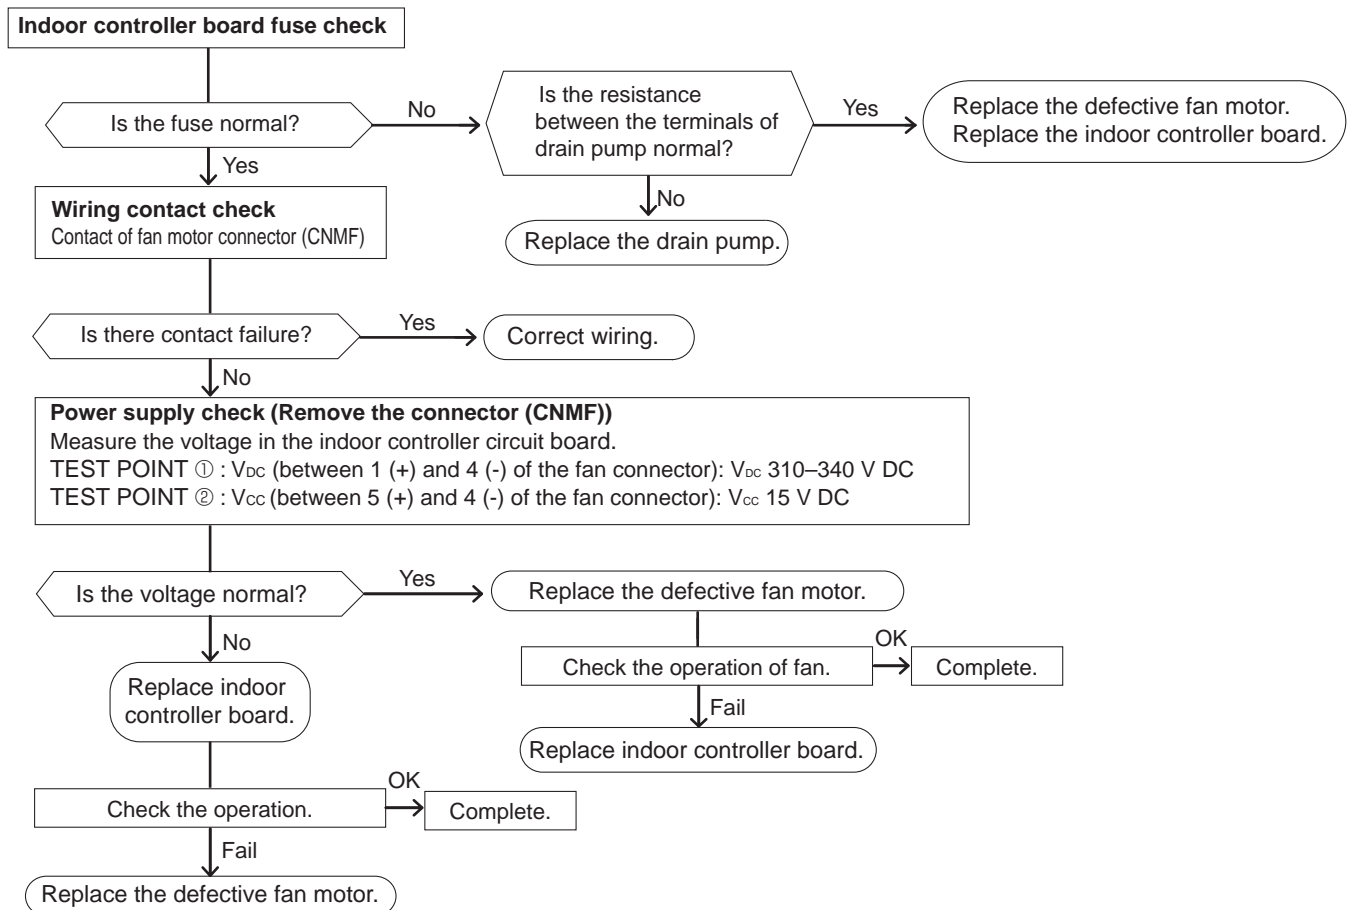 Indoor controller board fuse check
Is the fuse normal?
No
Is the resistance
between the terminals of
drain pump normal?
Yes
Replace the defective fan motor.
Replace the indoor controller board.
Yes
No
Replace the drain pump.
Wiring contact check
Contact of fan motor connector (CNMF)
Is there contact failure?
Yes
Correct wiring.
No
Power supply check (Remove the connector (CNMF))
Measure the voltage in the indoor controller circuit board.
TEST POINT ① : VDC (between 1 (+) and 4 (-) of the fan connector): VDC 310–340 V DC
TEST POINT ② : VCC (between 5 (+) and 4 (-) of the fan connector): VCC 15 V DC
Is the voltage normal?
Yes
Replace the defective fan motor.
No
Check the operation of fan.
OK
Complete.
Fail
Replace indoor controller board.
Replace indoor
controller board.
Check the operation.
OK
Complete.
Fail
Replace the defective fan motor.